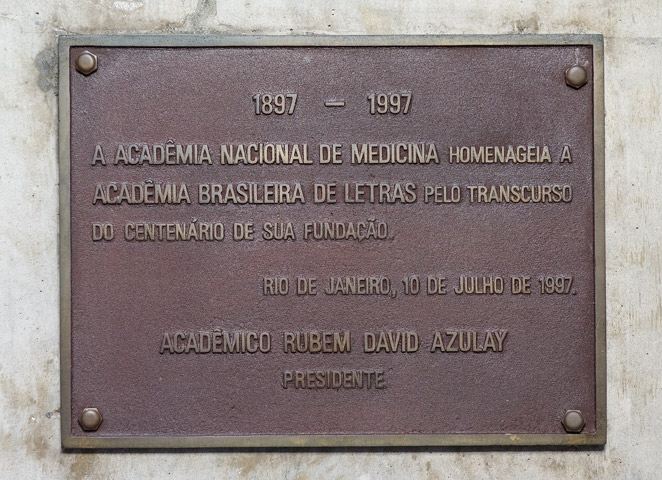 1897 — 1997
A ACADÊMIA NACIONAL DE MEDICINA HOMENAGEIA A
ACADÊMIA BRASILEIRA DE LETRAS PELO TRANSCURSO
DO CENTENÁRIO DE SUA FUNDAÇÃO.
RIO DE JANEIRO, 10 DE JULHO DE 1997.
ACADÊMICO RUBEM DAVID AZULAY
PRESIDENTE